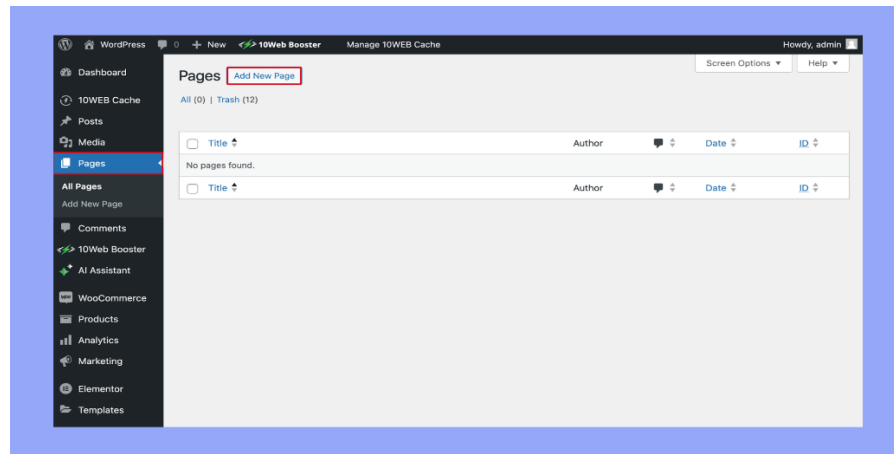 WordPress 0 + New 10Web Booster Manage 10WEB Cache Howdy, admin
Dashboard
10WEB Cache
Posts
Media
Pages
All Pages
Add New Page
Comments
10Web Booster
AI Assistant
WooCommerce
Products
Analytics
Marketing
Elementor
Templates
Screen Options ▼ Help ▼
Pages Add New Page
All (0) | Trash (12)
Title Author Date ID
No pages found.
Title Author Date ID